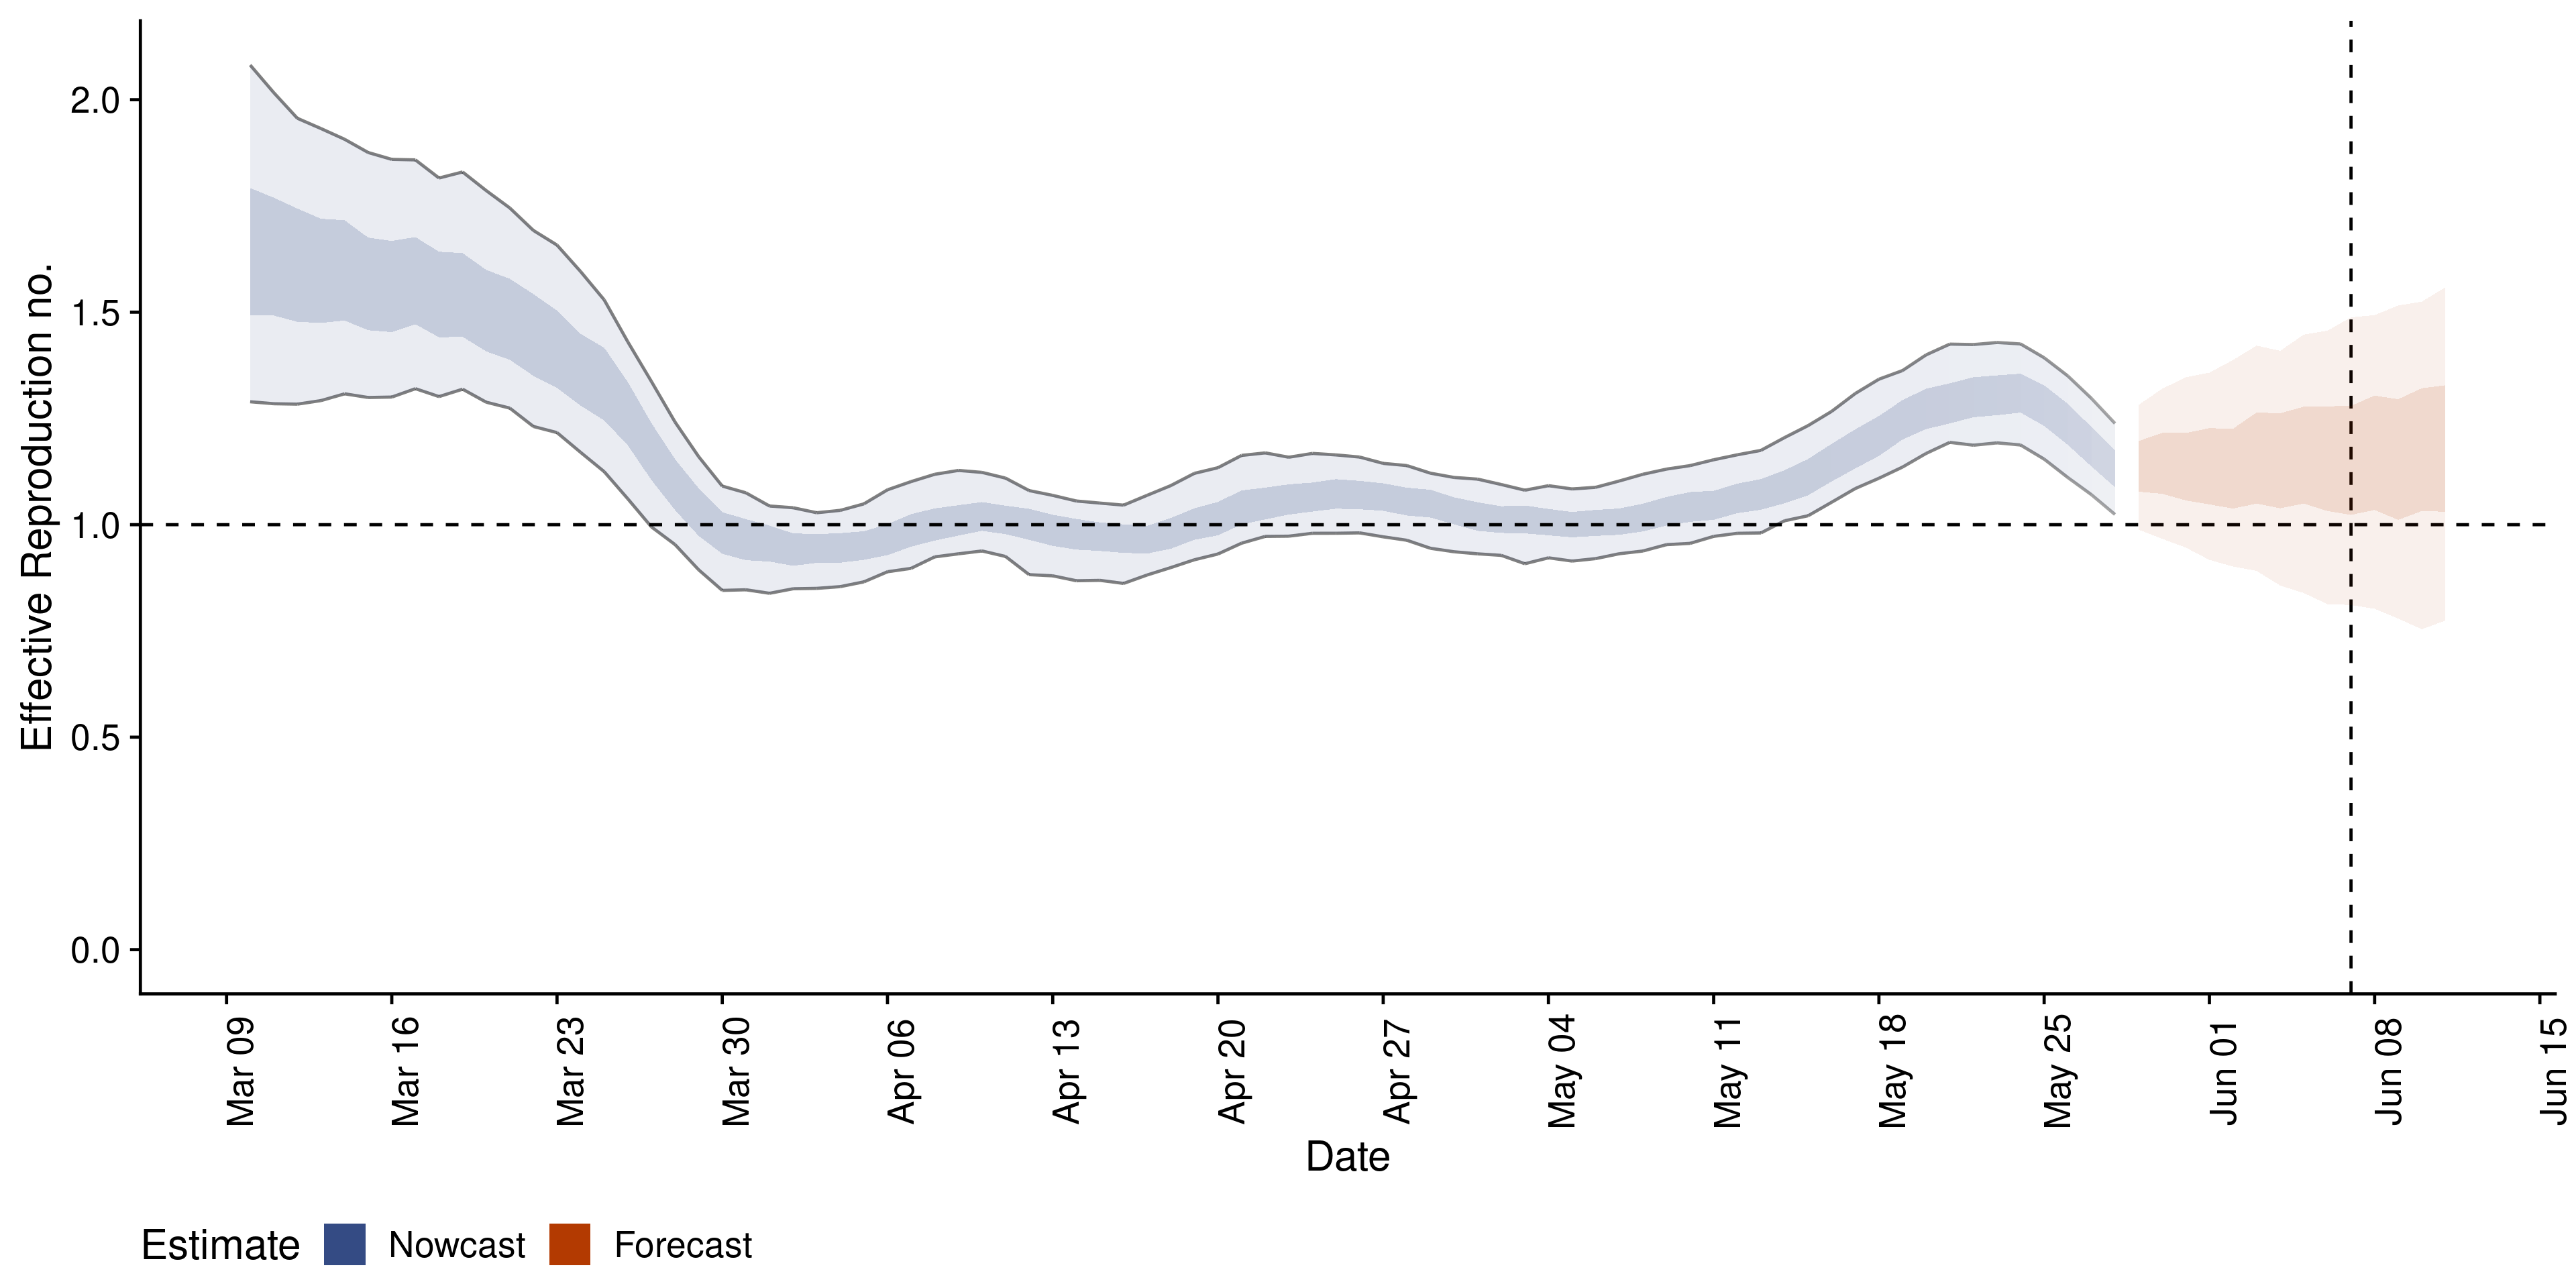 Effective Reproduction no.
2.0
1.5
1.0
0.5
0.0
Mar 09
Mar 16
Mar 23
Mar 30
Apr 06
Apr 13
Apr 20
Apr 27
May 04
May 11
May 18
May 25
Jun 01
Jun 08
Jun 15
Date
Estimate Nowcast Forecast